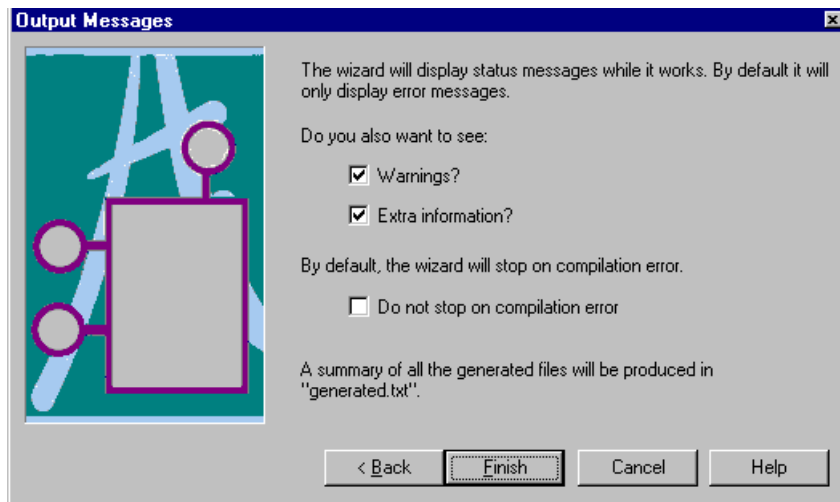 Output Messages
The wizard will display status messages while it works. By default it will
only display error messages.
Do you also want to see:
Warnings?
Extra information?
By default, the wizard will stop on compilation error.
Do not stop on compilation error
A summary of all the generated files will be produced in
"generated.txt".
< Back
Finish
Cancel
Help